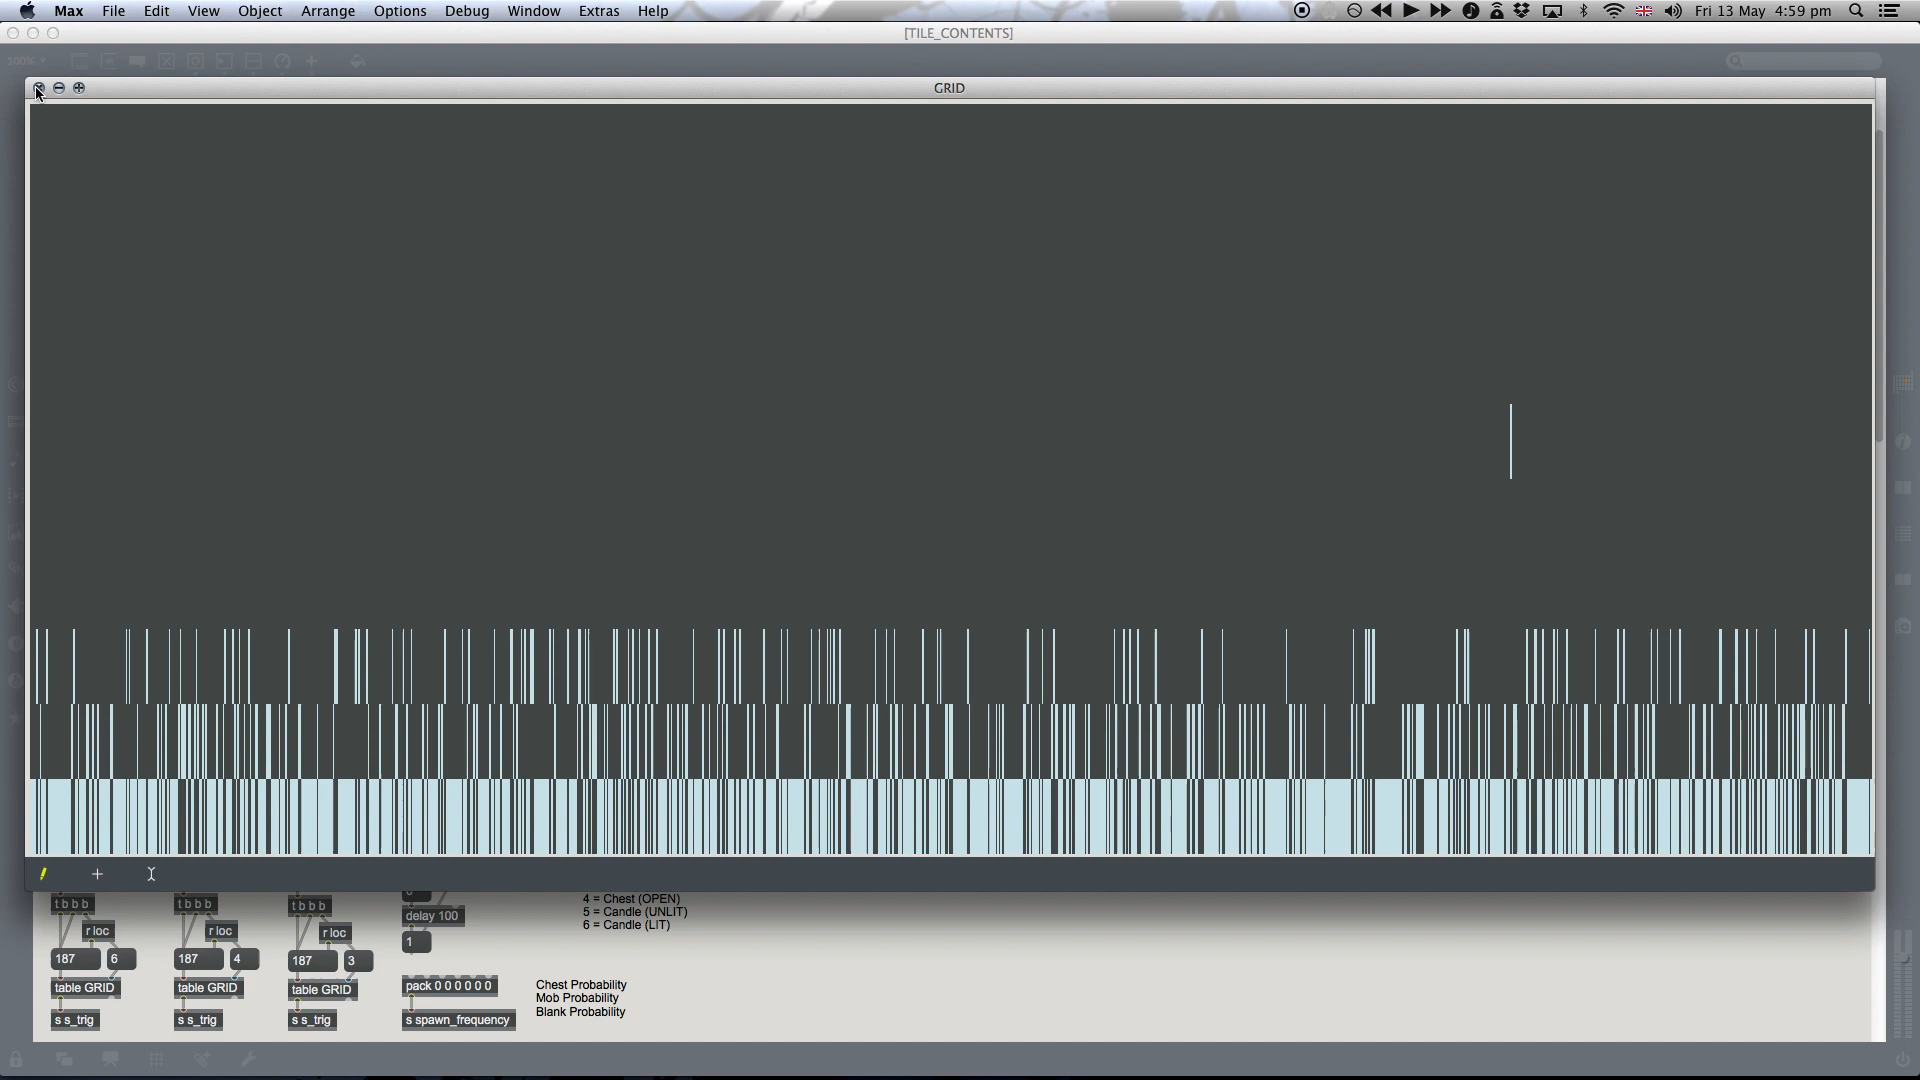 Max File Edit View Object Arrange Options Debug Window Extras Help Fri 13 May 4:59 pm
[TILE_CONTENTS]
100%
GRID
4 = Chest (OPEN)
5 = Candle (UNLIT)
6 = Candle (LIT)
t b b b t b b b t b b b
delay 100
r loc r loc r loc
1
187 6 187 4 187 3
table GRID table GRID table GRID
pack 0 0 0 0 0 0
Chest Probability
Mob Probability
Blank Probability
s s_trig s s_trig s s_trig s spawn_frequency